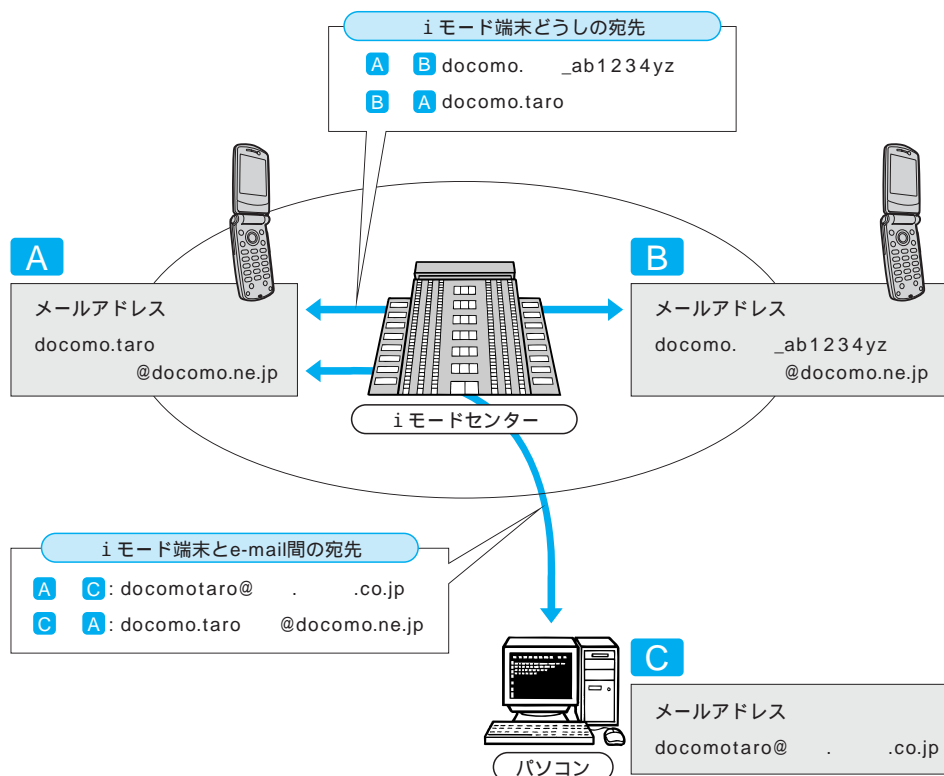 iモード端末どうしの宛先
A B docomo. _ab1234yz
B A docomo.taro
A
メールアドレス
docomo.taro
@docomo.ne.jp
B
メールアドレス
docomo. _ab1234yz
@docomo.ne.jp
iモードセンター
iモード端末とe-mail間の宛先
A C : docomotaro@ . .co.jp
C A : docomo.taro @docomo.ne.jp
C
メールアドレス
docomotaro@ . .co.jp
パソコン